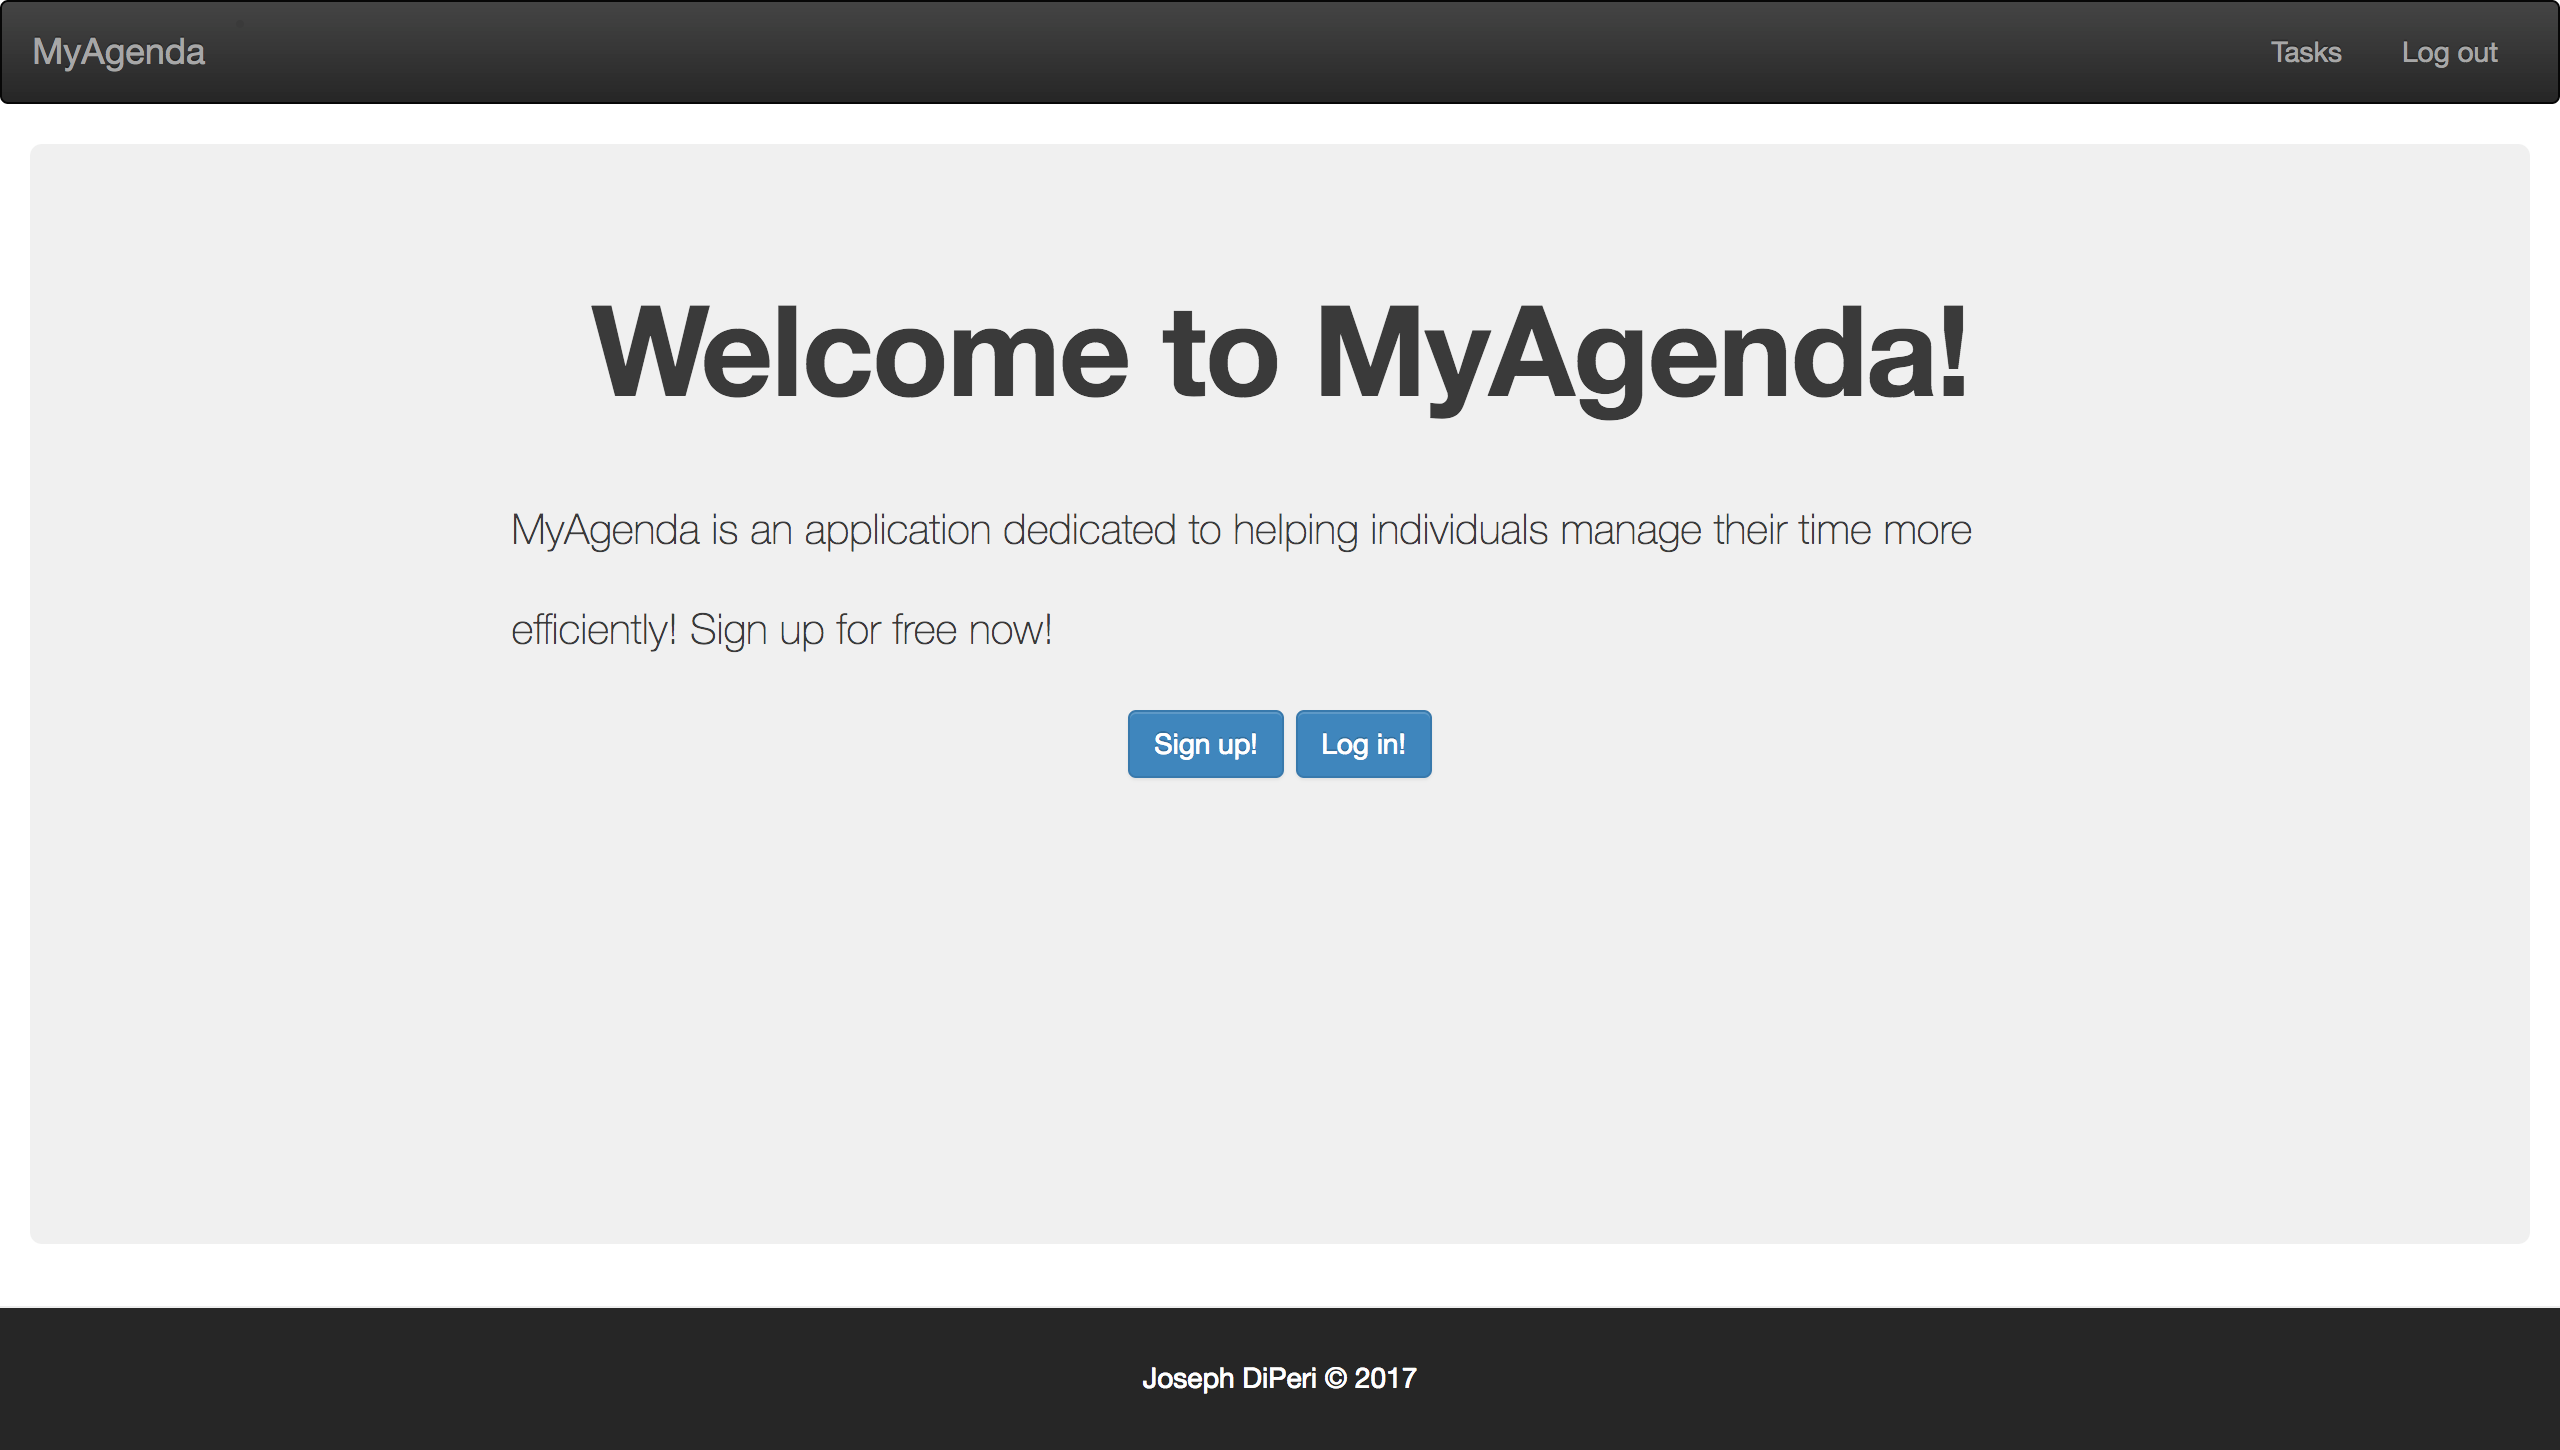 MyAgenda Tasks Log out
Welcome to MyAgenda!
MyAgenda is an application dedicated to helping individuals manage their time more
efficiently! Sign up for free now!
Sign up! Log in!
Joseph DiPeri © 2017